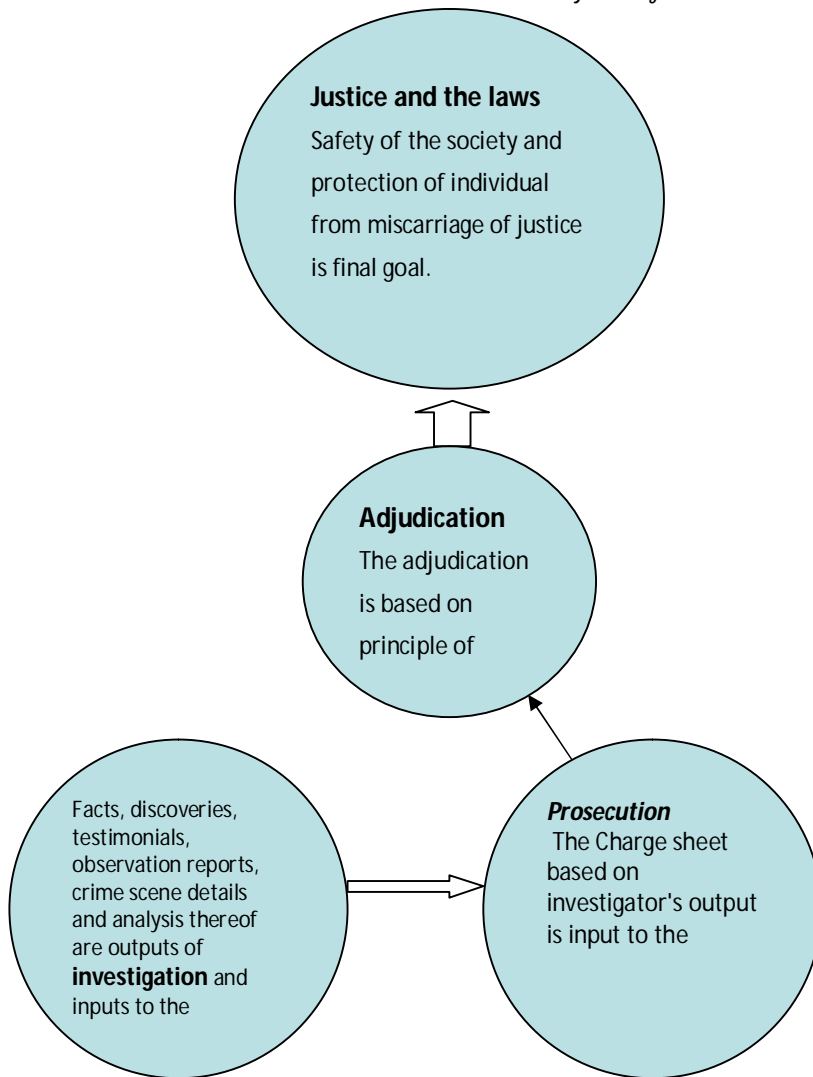 Justice and the laws
Safety of the society and
protection of individual
from miscarriage of justice
is final goal.
Adjudication
The adjudication
is based on
principle of
Facts, discoveries,
testimonials,
observation reports,
crime scene details
and analysis thereof
are outputs of
investigation and
inputs to the
Prosecution
The Charge sheet
based on
investigator's output
is input to the